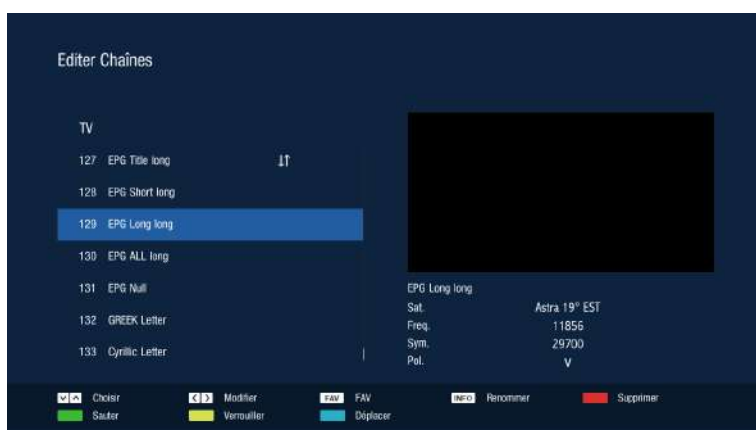 Editer Chaînes
TV
127 EPG Title long
128 EPG Short long
129 EPG Long long
130 EPG ALL long
131 EPG Null
132 GREEK Letter
133 Cyrillic Letter
EPG Long long
Sat. Astra 19° EST
Freq. 11856
Sym. 29700
Pol. V
Choisir Modifier FAV FAV INFO Renommer Supprimer
Sauter Verrouiller Déplacer